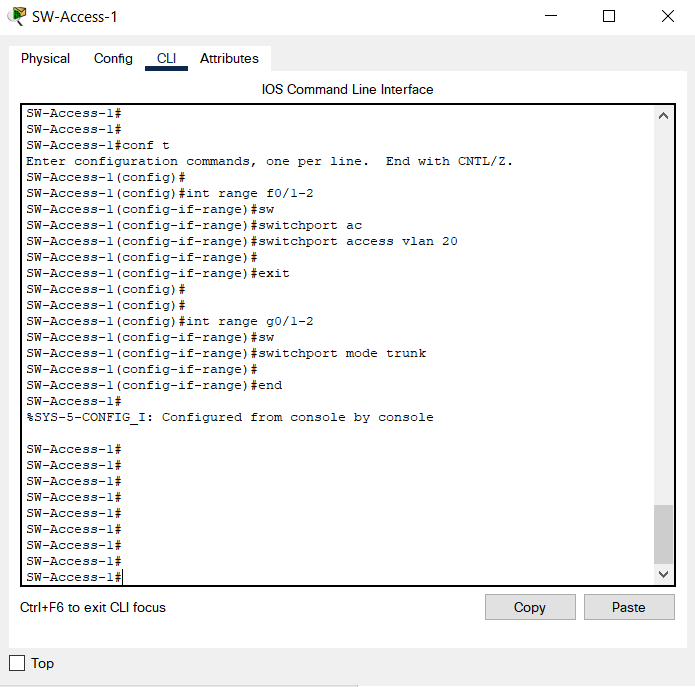 SW-Access-1
Physical Config CLI Attributes
IOS Command Line Interface
SW-Access-1#
SW-Access-1#
SW-Access-1#conf t
Enter configuration commands, one per line.  End with CNTL/Z.
SW-Access-1(config)#
SW-Access-1(config)#int range f0/1-2
SW-Access-1(config-if-range)#sw
SW-Access-1(config-if-range)#switchport ac
SW-Access-1(config-if-range)#switchport access vlan 20
SW-Access-1(config-if-range)#
SW-Access-1(config-if-range)#exit
SW-Access-1(config)#
SW-Access-1(config)#
SW-Access-1(config)#int range g0/1-2
SW-Access-1(config-if-range)#sw
SW-Access-1(config-if-range)#switchport mode trunk
SW-Access-1(config-if-range)#
SW-Access-1(config-if-range)#end
SW-Access-1#
%SYS-5-CONFIG_I: Configured from console by console
SW-Access-1#
SW-Access-1#
SW-Access-1#
SW-Access-1#
SW-Access-1#
SW-Access-1#
SW-Access-1#
SW-Access-1#
SW-Access-1#
Ctrl+F6 to exit CLI focus Copy Paste
Top